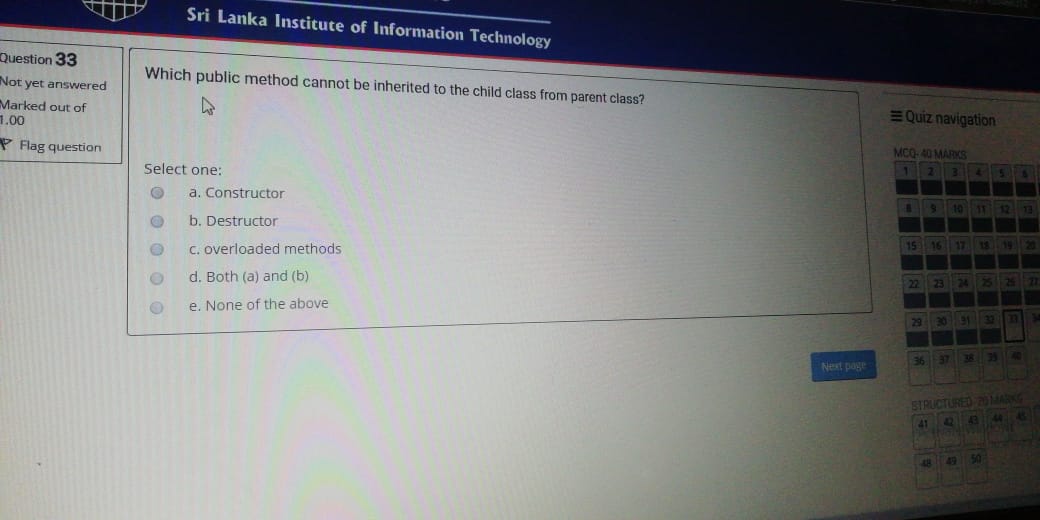 Sri Lanka Institute of Information Technology
Question 33
Not yet answered
Marked out of
1.00
Flag question
Which public method cannot be inherited to the child class from parent class?
Select one:
a. Constructor
b. Destructor
c. overloaded methods
d. Both (a) and (b)
e. None of the above
Next page
Quiz navigation
MCQ- 40 MARKS
1 2 3 4 5 6
8 9 10 11 12 13
15 16 17 18 19 20
22 23 24 25 26 27
29 30 31 32 33
36 37 38 39 40
STRUCTURED
MARKS
41 42 43 44 45
48 49 50